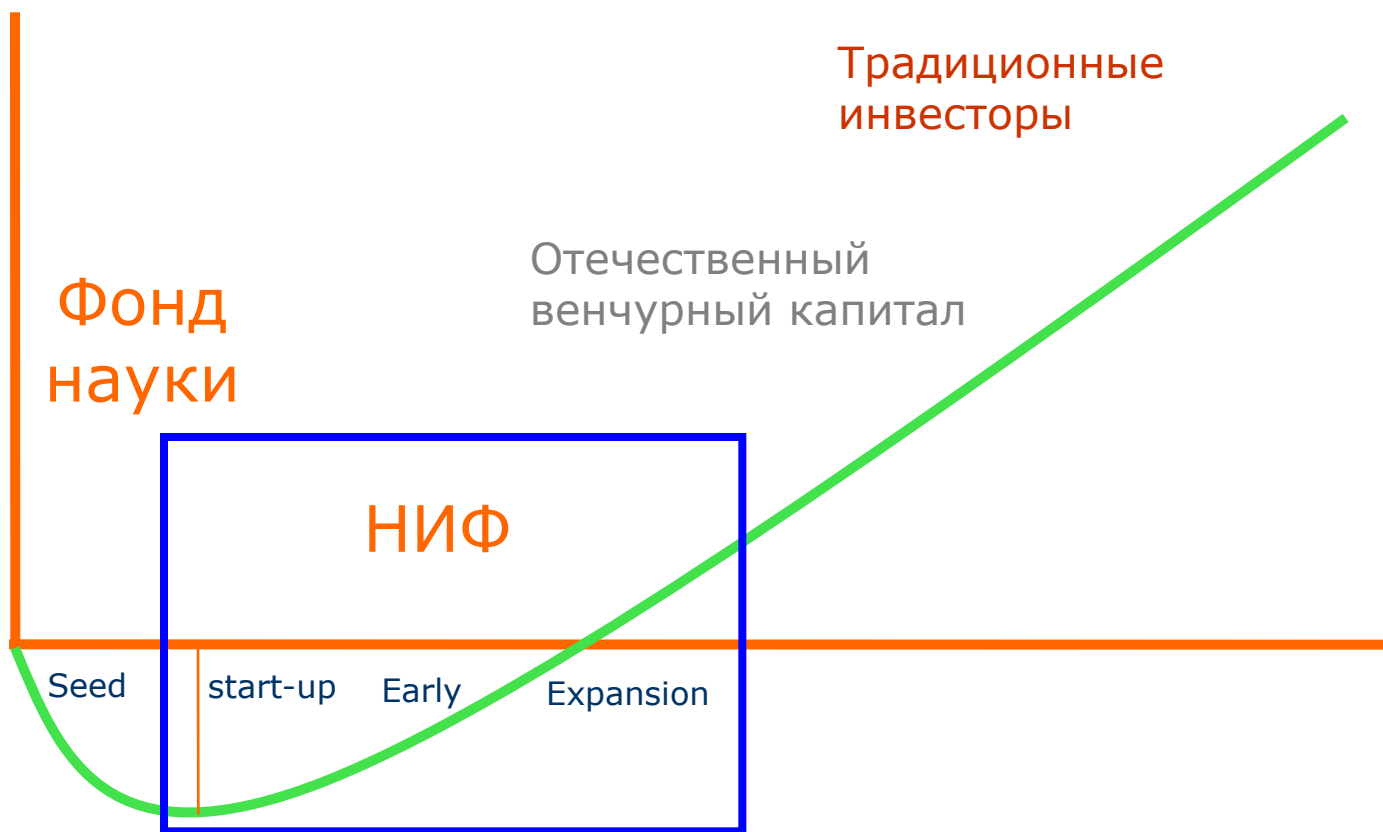 Традиционные
инвесторы
Отечественный
венчурный капитал
Фонд
науки
НИФ
Seed
start-up
Early
Expansion